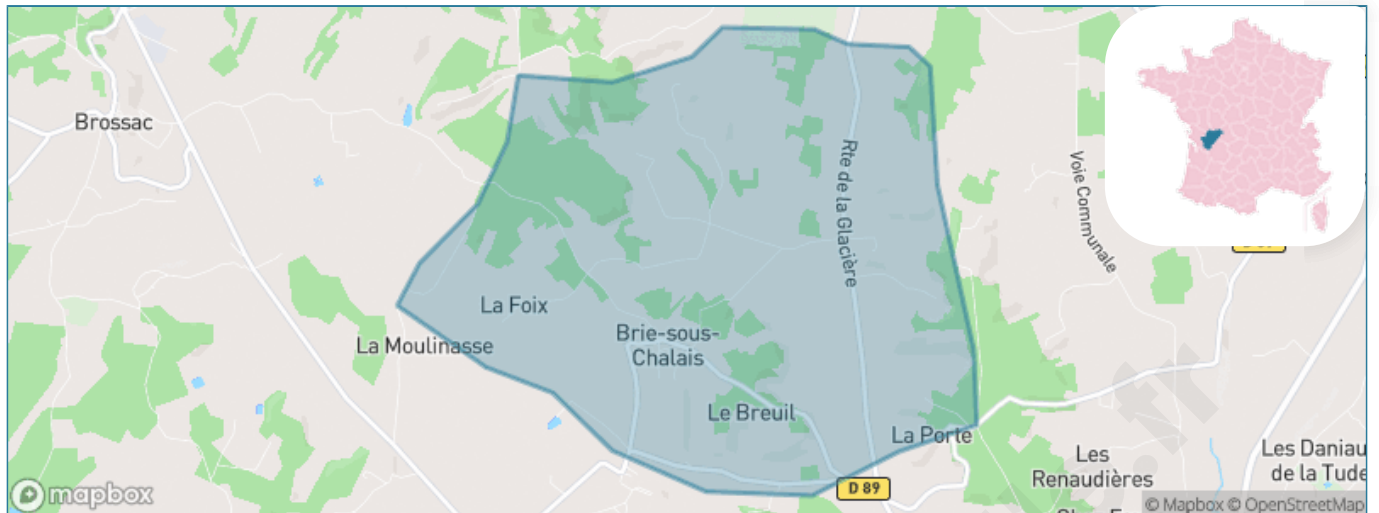 Brossac
Rte de la Glacière
Voie Communale
La Foix
La Moulinasse
Brie-sous-
Chalais
Le Breuil
La Porte
Les
Renaudières
Les Daniau
de la Tude
D 89
mapbox
© Mapbox © OpenStreetMap